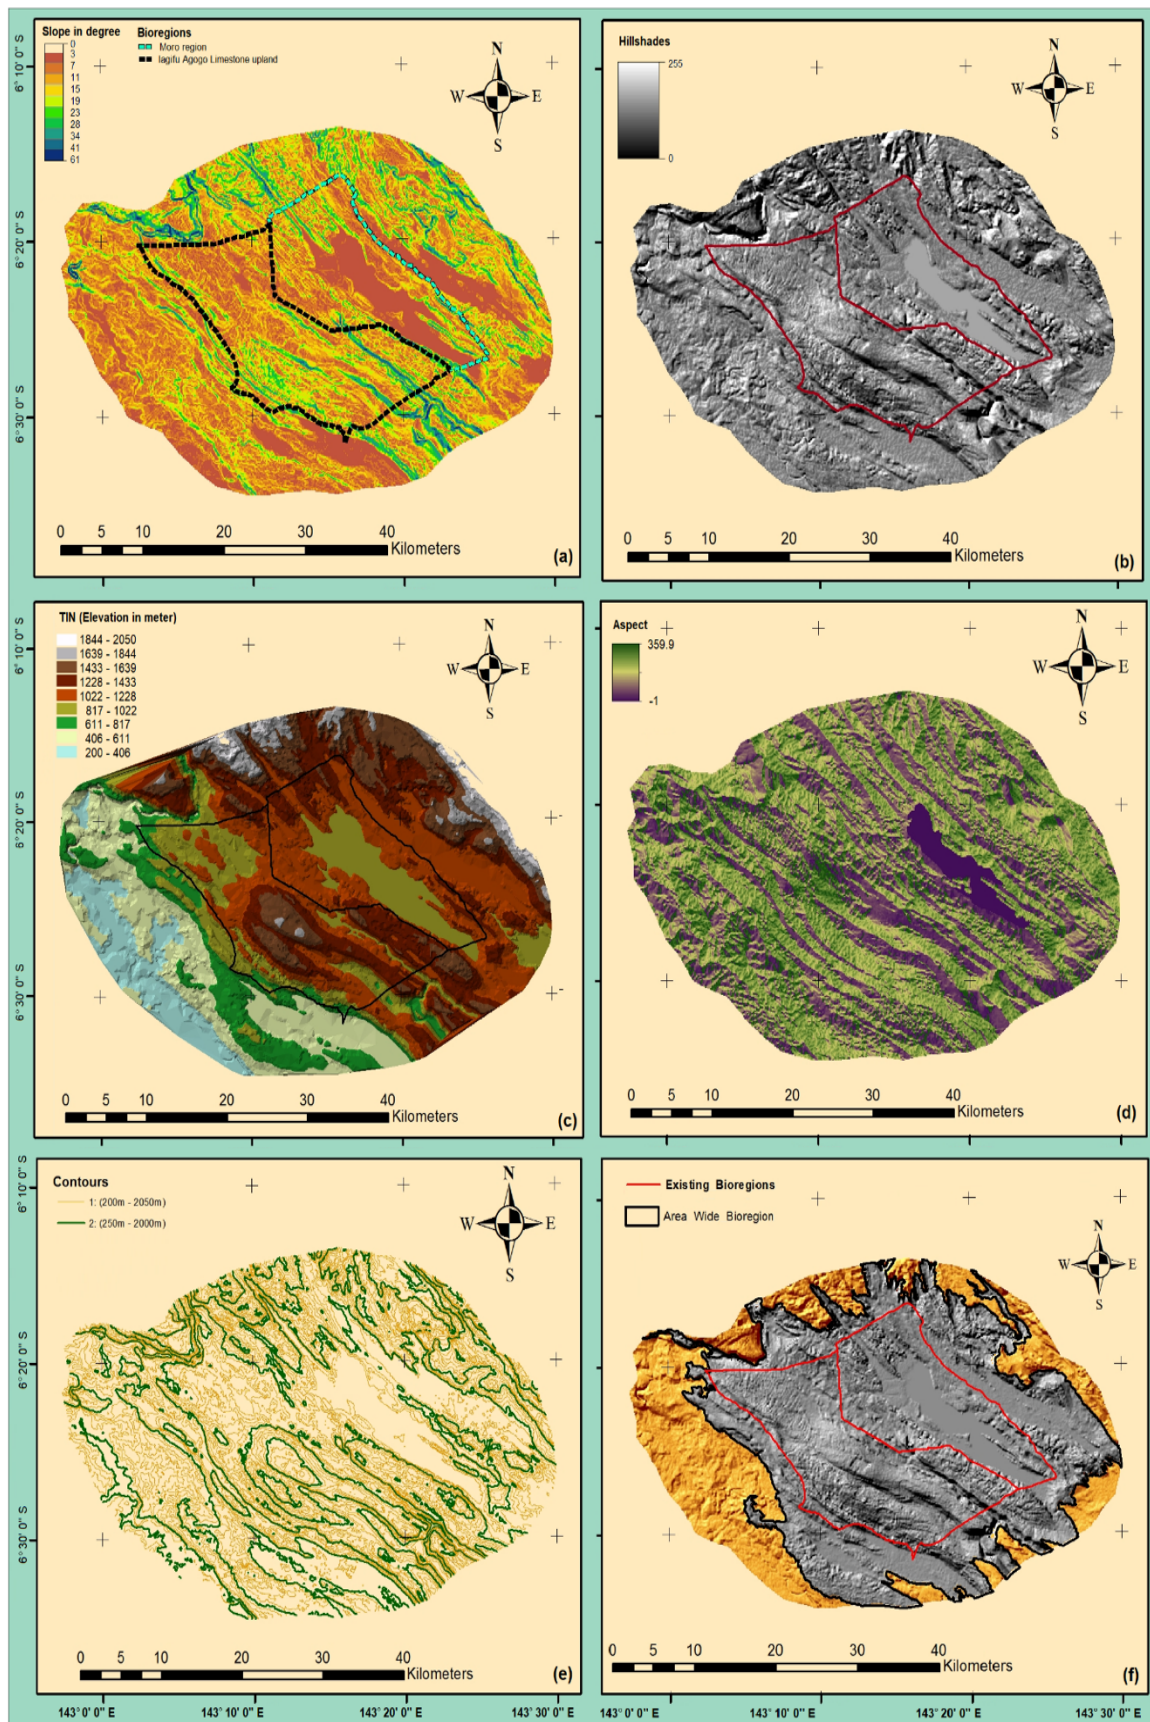 Slope in degree
0
3
7
11
15
19
23
28
34
41
61
Bioregions
Moro region
Iagifu Agogo Limestone upland
N
W E
S
6° 10' 0" S
6° 20' 0" S
6° 30' 0" S
0 5 10 20 30 40
Kilometers
(a)
Hillshades
255
0
N
W E
S
0 5 10 20 30 40
Kilometers
(b)
TIN (Elevation in meter)
1844 - 2050
1639 - 1844
1433 - 1639
1228 - 1433
1022 - 1228
817 - 1022
611 - 817
406 - 611
200 - 406
N
W E
S
6° 10' 0" S
6° 20' 0" S
6° 30' 0" S
0 5 10 20 30 40
Kilometers
(c)
Aspect
359.9
-1
N
W E
S
0 5 10 20 30 40
Kilometers
(d)
Contours
1: (200m - 2050m)
2: (250m - 2000m)
N
W E
S
6° 10' 0" S
6° 20' 0" S
6° 30' 0" S
0 5 10 20 30 40
Kilometers
(e)
Existing Bioregions
Area Wide Bioregion
N
W E
S
0 5 10 20 30 40
Kilometers
(f)
143° 0' 0" E 143° 10' 0" E 143° 20' 0" E 143° 30' 0" E
143° 0' 0" E 143° 10' 0" E 143° 20' 0" E 143° 30' 0" E